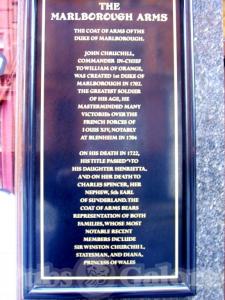 THE
MARLBOROUGH ARMS
THE COAT OF ARMS OF THE
DUKE OF MARLBOROUGH.
JOHN CHRUCHILL,
COMMANDER IN-CHIEF
TO WILLIAM OF ORANGE,
WAS CREATED 1st DUKE OF
MARLBOROUGH IN 1702.
THE GREATEST SOLDIER
OF HIS AGE, HE
MASTERMINDED MANY
VICTORIES OVER THE
FRENCH FORCES OF
LOUIS XIV, NOTABLY
AT BLENHEIM IN 1704
ON HIS DEATH IN 1722,
HIS TITLE PASSED TO
HIS DAUGHTER HENRIETTA,
AND ON HER DEATH TO
CHARLES SPENCER, HER
NEPHEW, 5th EARL
OF SUNDERLAND. THE
COAT OF ARMS BEARS
REPRESENTATION OF BOTH
FAMILIES, WHOSE MOST
NOTABLE RECENT
MEMBERS INCLUDE
SIR WINSTON CHURCHILL,
STATESMAN, AND DIANA,
PRINCESS OF WALES